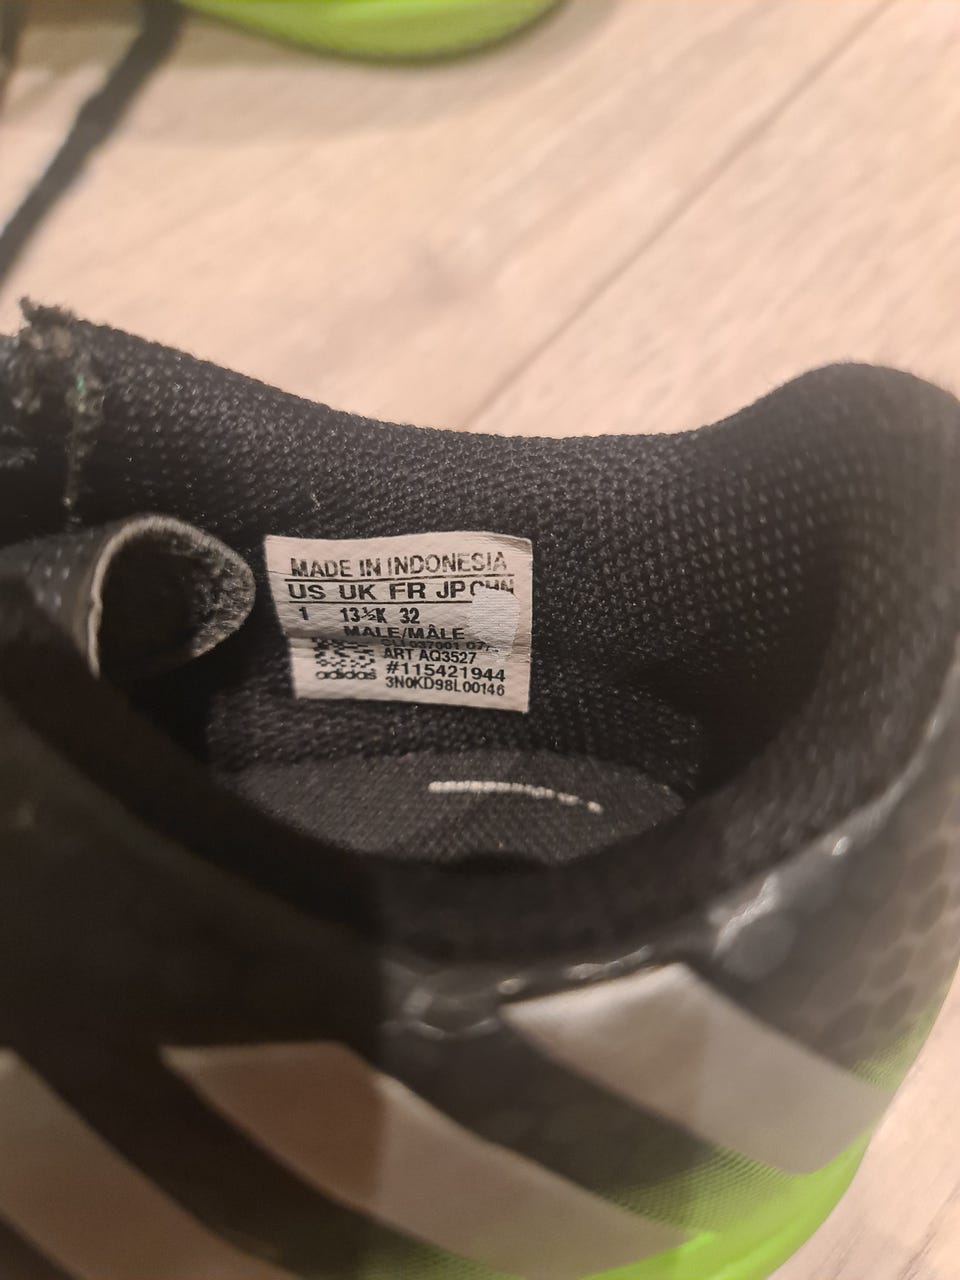 MADE IN INDONESIA
US UK FR JP CHN
1 13½K 32
MALE/MÂLE
ART AQ3527
#115421944
adidas 3N0KD98L00146